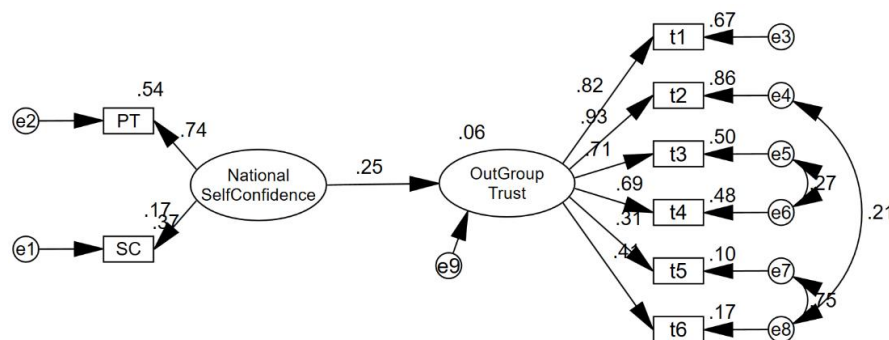 .67
t1
e3
.82
.86
t2
e4
.54
.93
e2
PT
.74
.06
.71
.50
t3
e5
National
SelfConfidence
.25
OutGroup
Trust
.27
.69
.48
t4
e6
.21
.17
.37
.31
e1
SC
.10
t5
e7
e9
.41
.75
.17
t6
e8